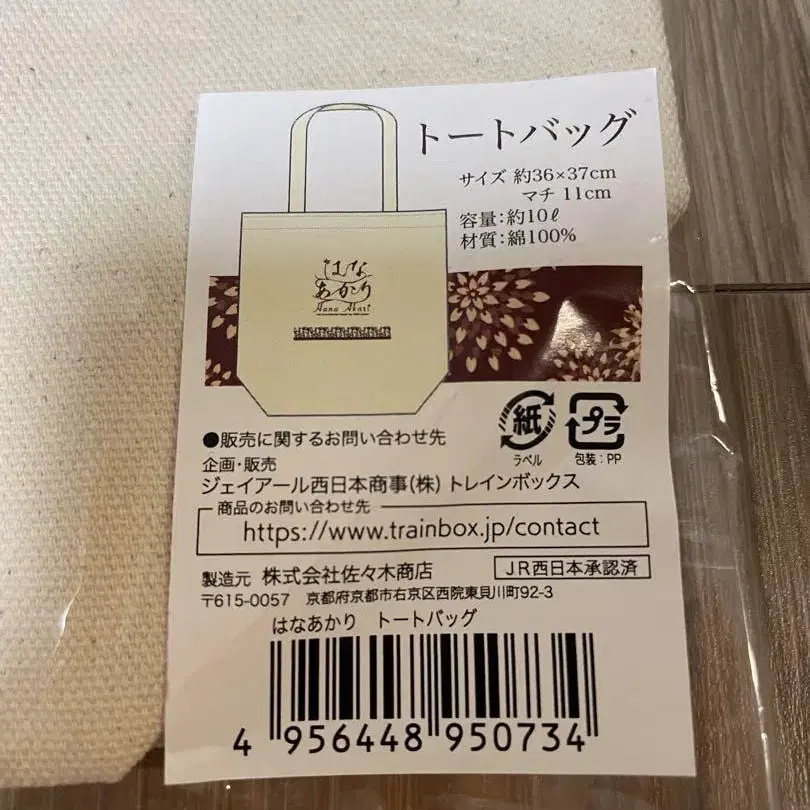 トートバッグ
サイズ 約36×37cm
マチ 11cm
容量:約10ℓ
材質:綿100%
はな
あかり
Hana Akari
紙
ラベル
プラ
包装:PP
●販売に関するお問い合わせ先
企画・販売
ジェイアール西日本商事(株) トレインボックス
商品のお問い合わせ先
https://www.trainbox.jp/contact
製造元 株式会社佐々木商店
JR西日本承認済
〒615-0057 京都府京都市右京区西院東貝川町92-3
はなあかり トートバッグ
4 956448 950734